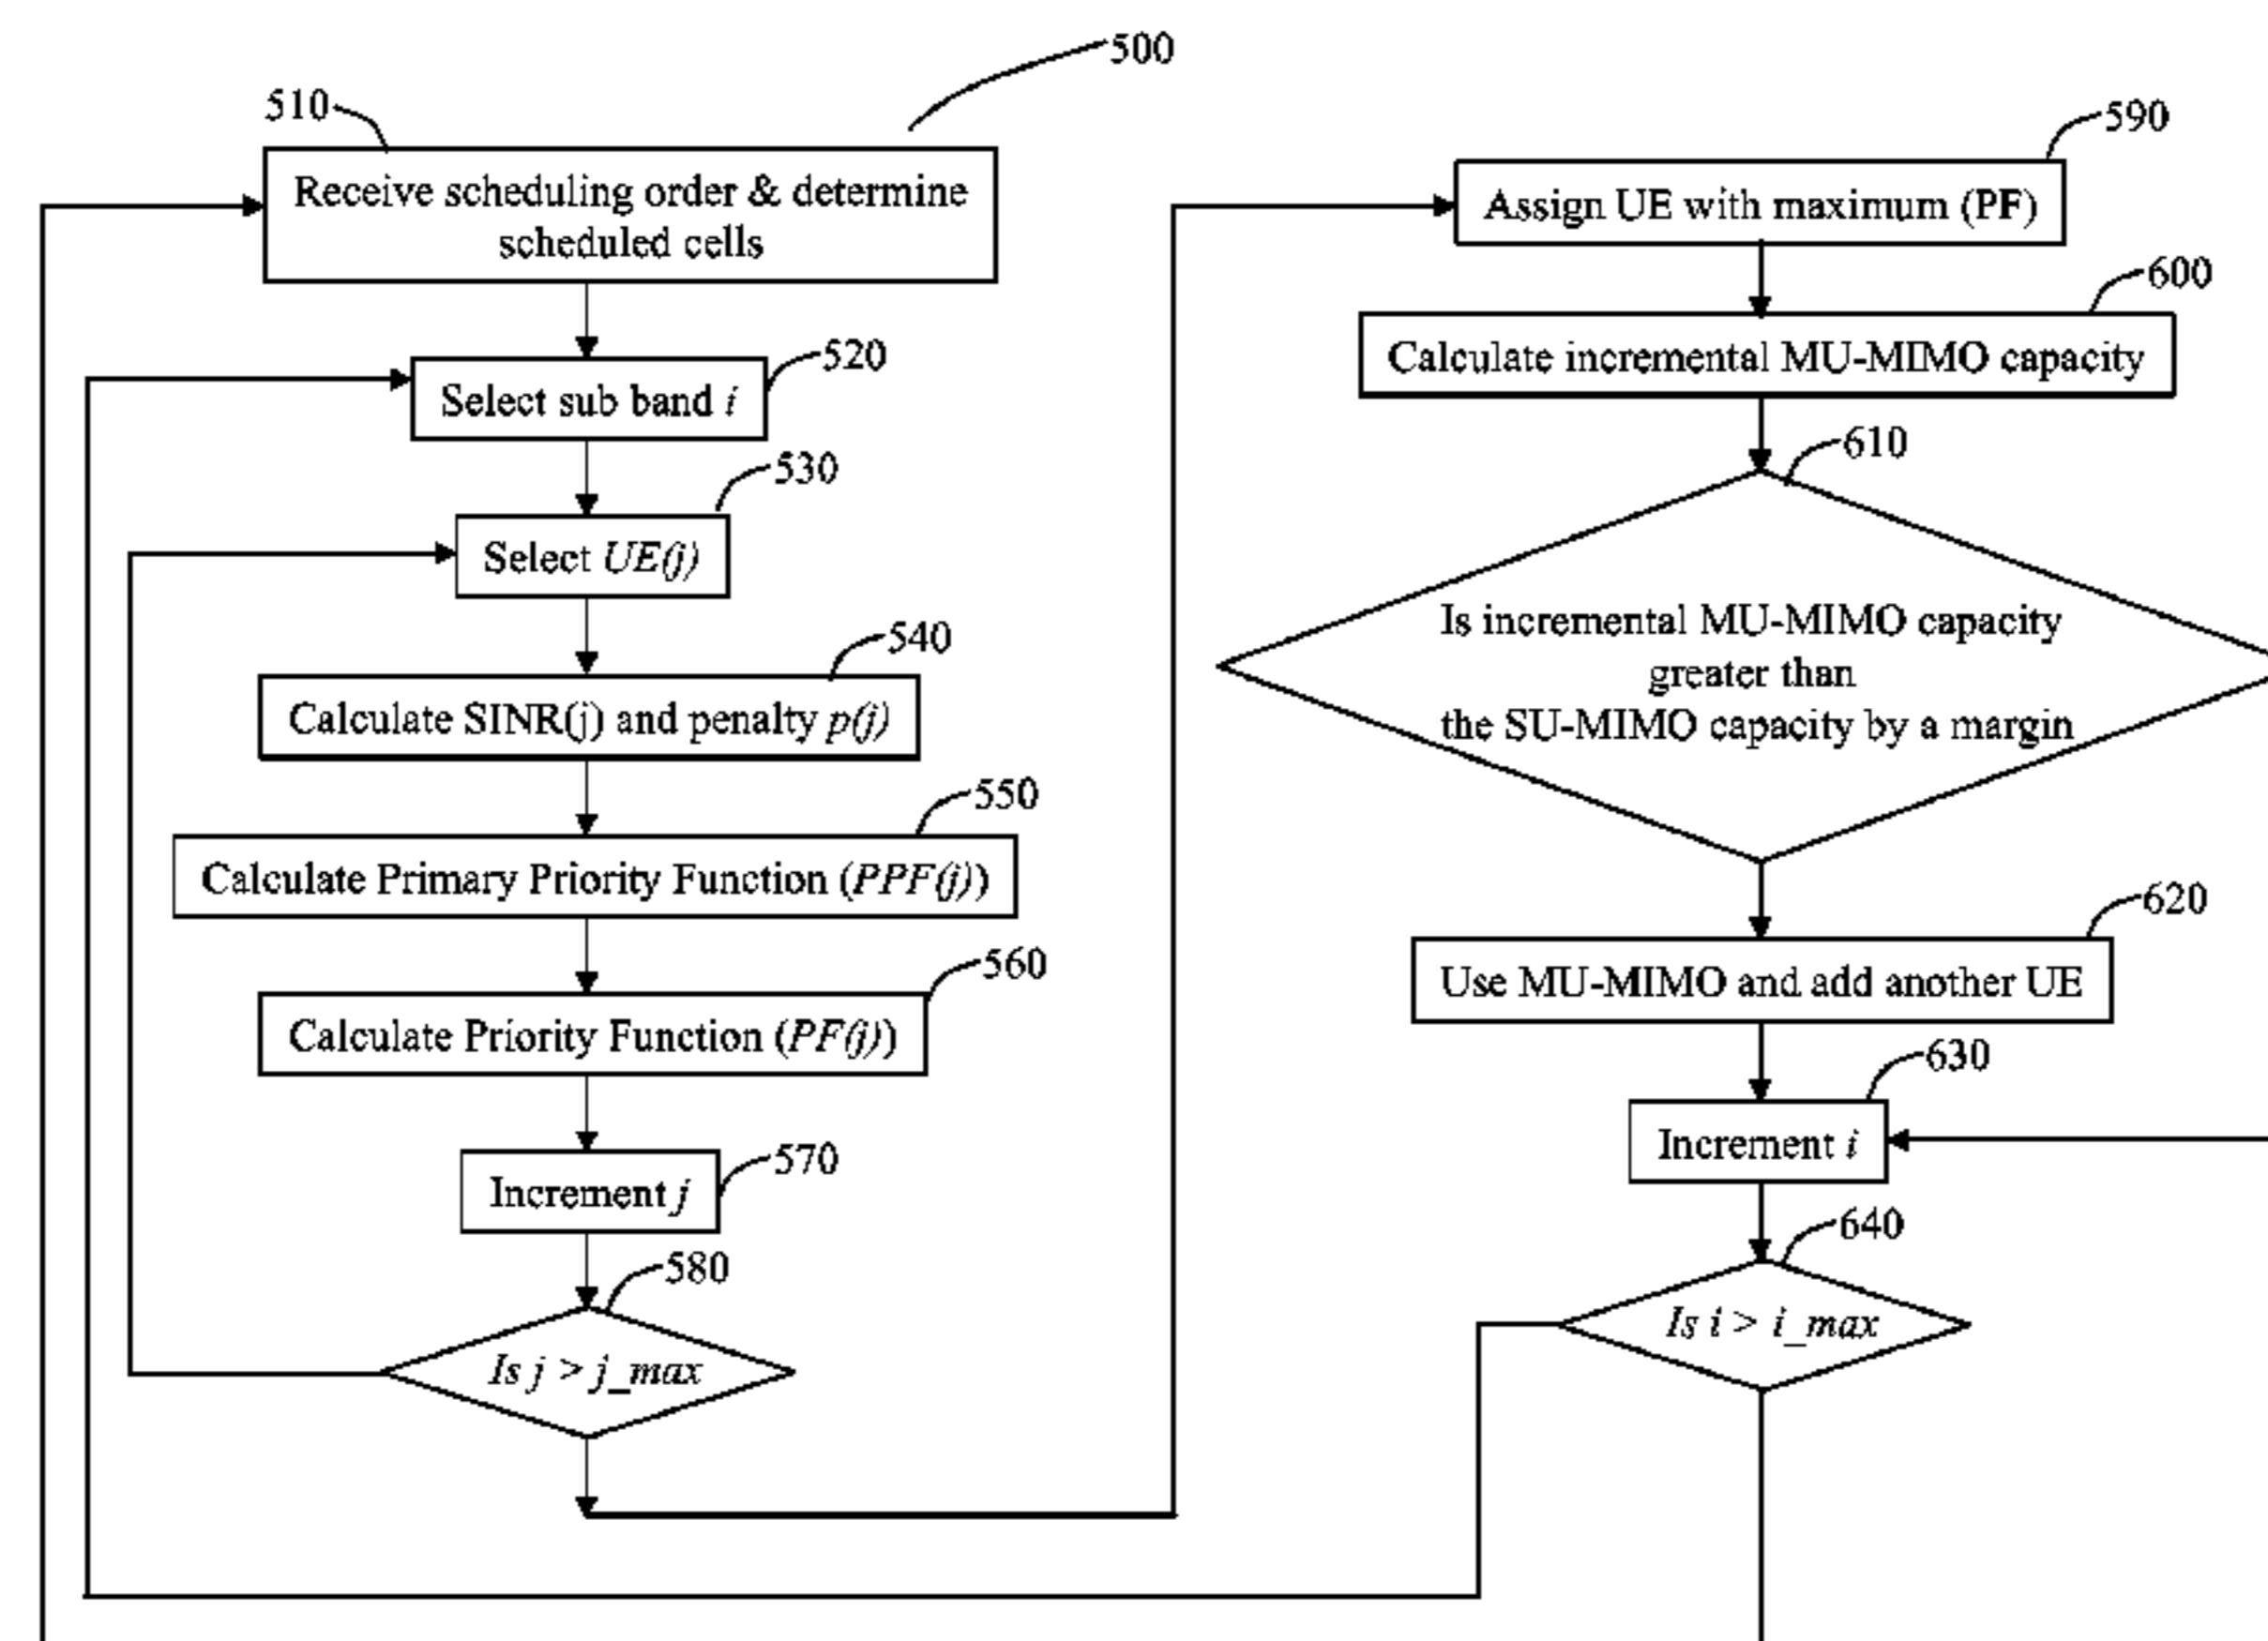 500
510
Receive scheduling order & determine
scheduled cells
520
Select sub band i
530
Select UE(j)
540
Calculate SINR(j) and penalty p(j)
550
Calculate Primary Priority Function (PPF(j))
560
Calculate Priority Function (PF(j))
570
Increment j
580
Is j > j_max
590
Assign UE with maximum (PF)
600
Calculate incremental MU-MIMO capacity
610
Is incremental MU-MIMO capacity
greater than
the SU-MIMO capacity by a margin
620
Use MU-MIMO and add another UE
630
Increment i
640
Is i > i_max